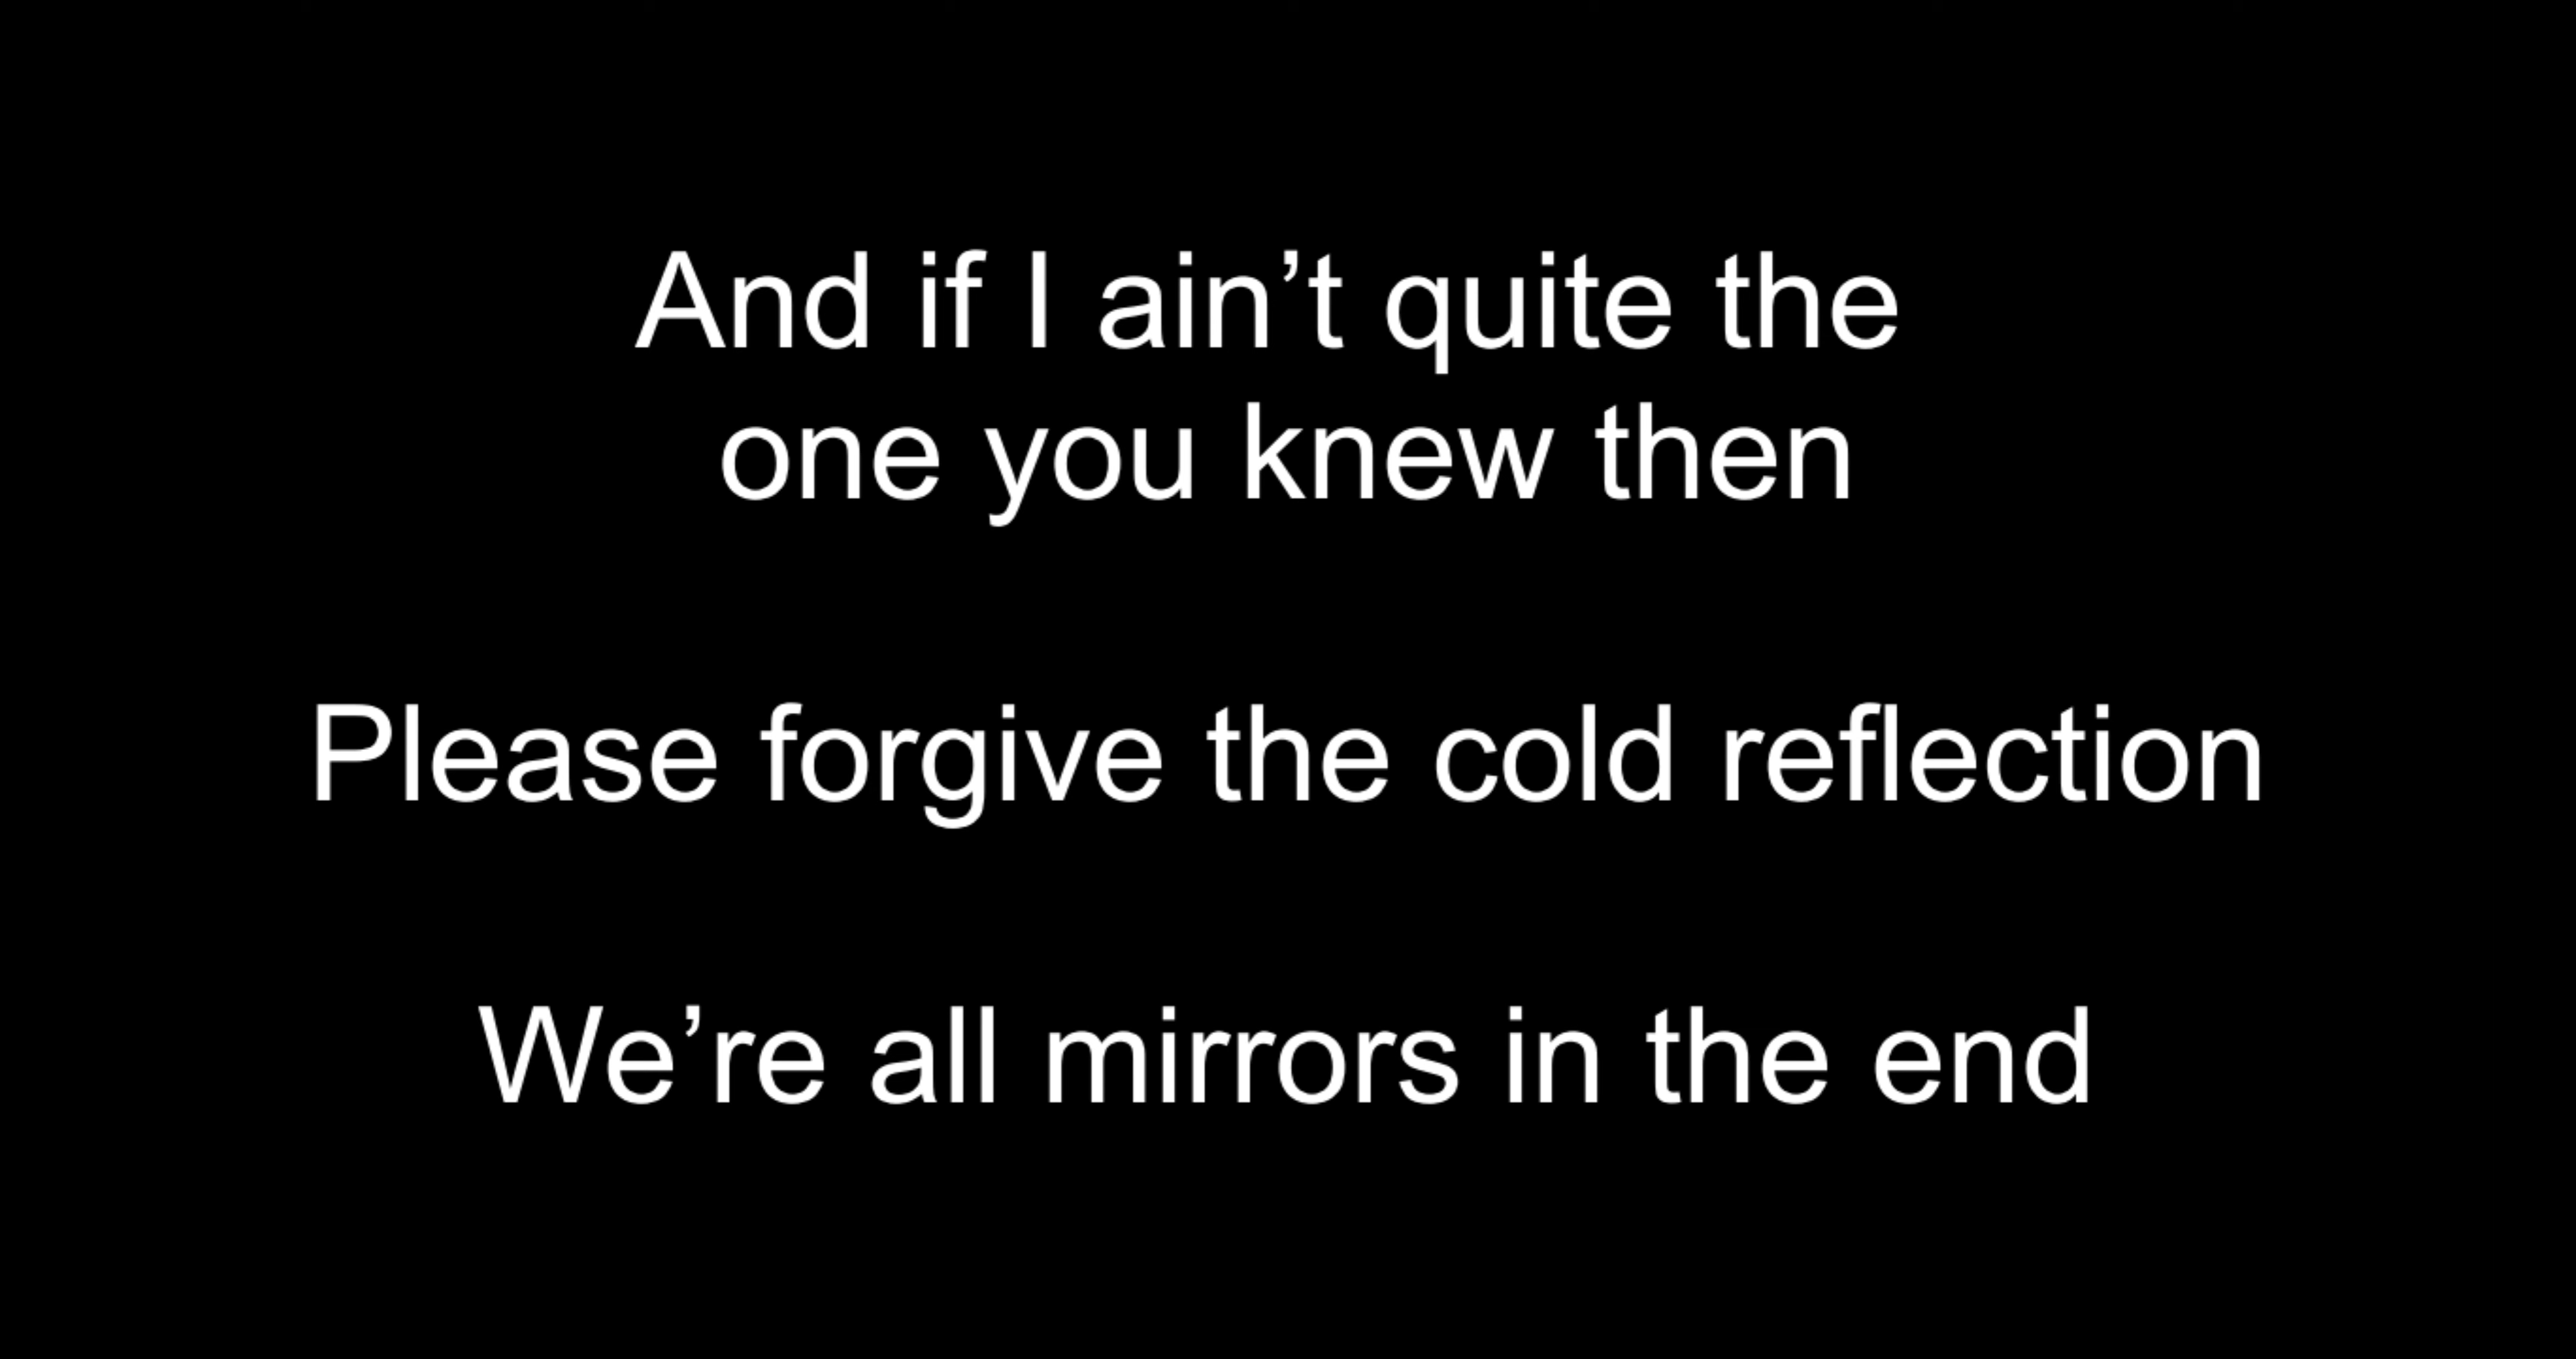 And if I ain’t quite the
one you knew then
Please forgive the cold reflection
We’re all mirrors in the end